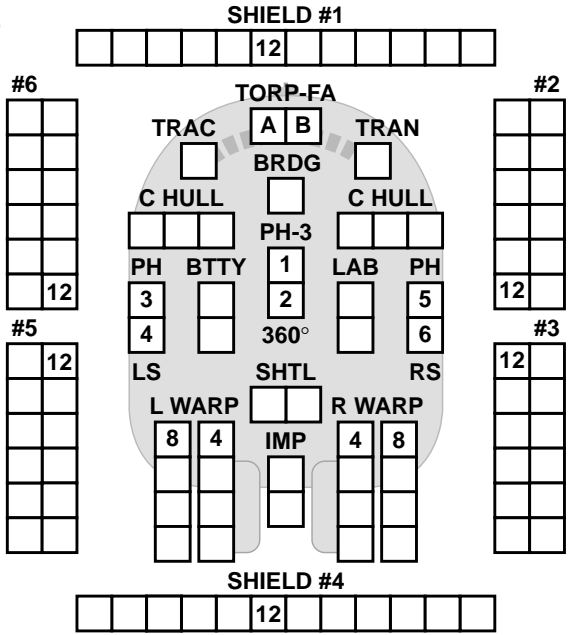 SHIELD #1
12
#6 #2
TORP-FA
A B
TRAC TRAN
BRDG
C HULL C HULL
PH-3
PH BTTY 1 LAB PH
12 3 2 5 12
4 360° 6
#5 #3
12 12
LS SHTL RS
L WARP R WARP
8 4 IMP 4 8
SHIELD #4
12